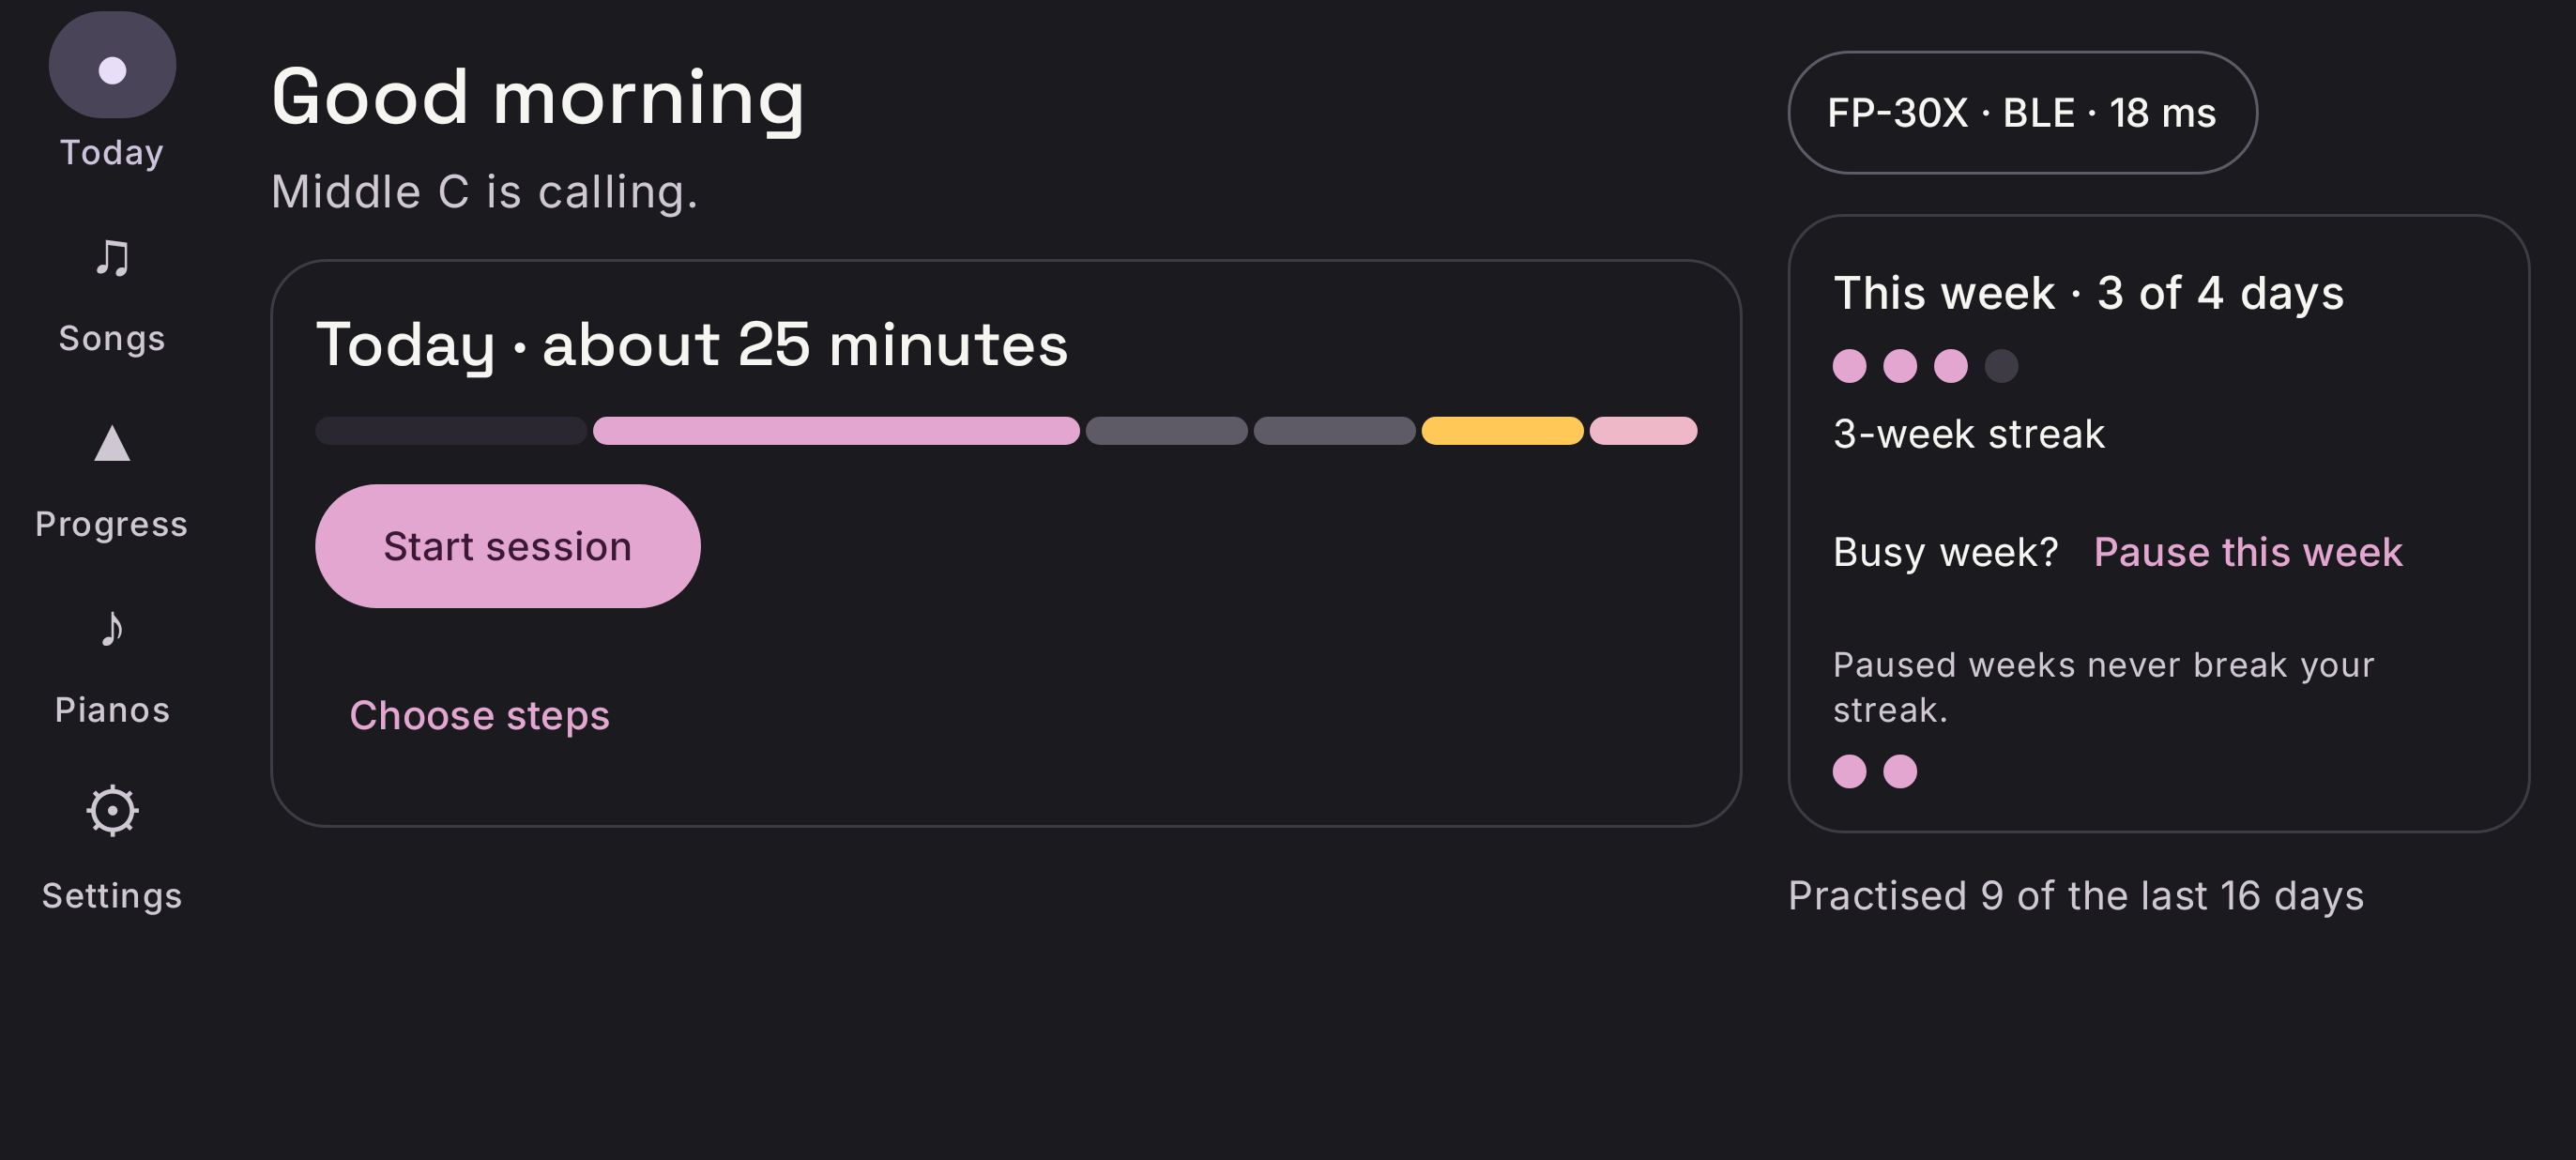 Today
Songs
Progress
Pianos
Settings
Good morning
Middle C is calling.
Today · about 25 minutes
Start session
Choose steps
FP-30X · BLE · 18 ms
This week · 3 of 4 days
3-week streak
Busy week? Pause this week
Paused weeks never break your
streak.
Practised 9 of the last 16 days